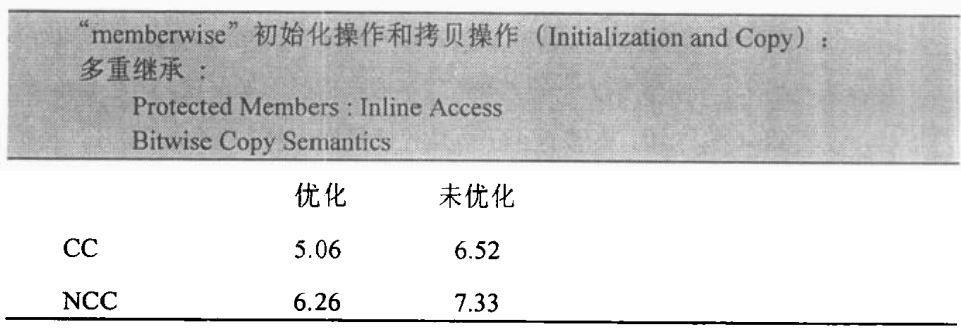 “memberwise”初始化操作和拷贝操作（Initialization and Copy）：
多重继承：
Protected Members : Inline Access
Bitwise Copy Semantics
优化 未优化
CC 5.06 6.52
NCC 6.26 7.33